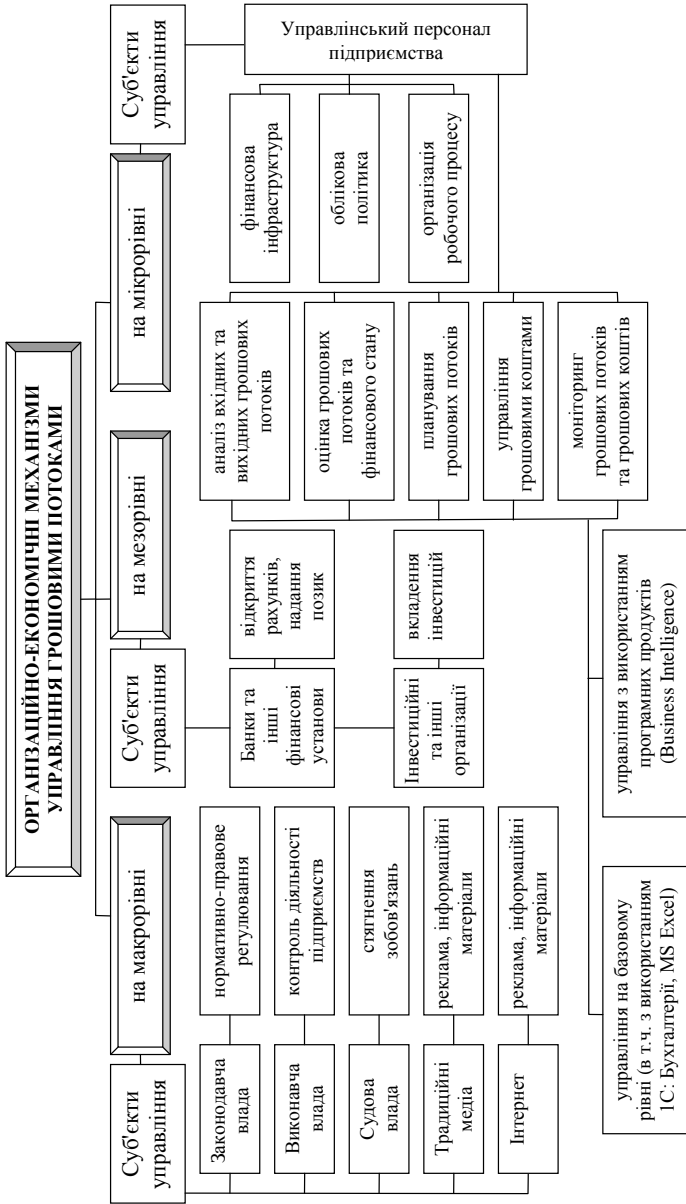 ОРГАНІЗАЦІЙНО-ЕКОНОМІЧНІ МЕХАНІЗМИ
УПРАВЛІННЯ ГРОШОВИМИ ПОТОКАМИ
Суб'єкти
управління
на макрорівні
Законодавча
влада
нормативно-правове
регулювання
Виконавча
влада
контроль діяльності
підприємств
Судова
влада
стягнення
зобов'язань
Традиційні
медіа
реклама, інформаційні
матеріали
Інтернет
реклама, інформаційні
матеріали
Суб'єкти
управління
на мезорівні
Банки та
інші
фінансові
установи
відкриття
рахунків,
надання
позик
Інвестиційні
та інші
організації
вкладення
інвестицій
на мікрорівні
Суб'єкти
управління
Управлінський персонал
підприємства
аналіз вхідних та
вихідних грошових
потоків
оцінка грошових
потоків та
фінансового стану
планування
грошових потоків
управління
грошовими коштами
моніторинг
грошових потоків
та грошових коштів
фінансова
інфраструктура
облікова
політика
організація
робочого процесу
управління на базовому
рівні (в т.ч. з використанням
1С: Бухгалтерії, MS Excel)
управління з використанням
програмних продуктів
(Business Intelligence)